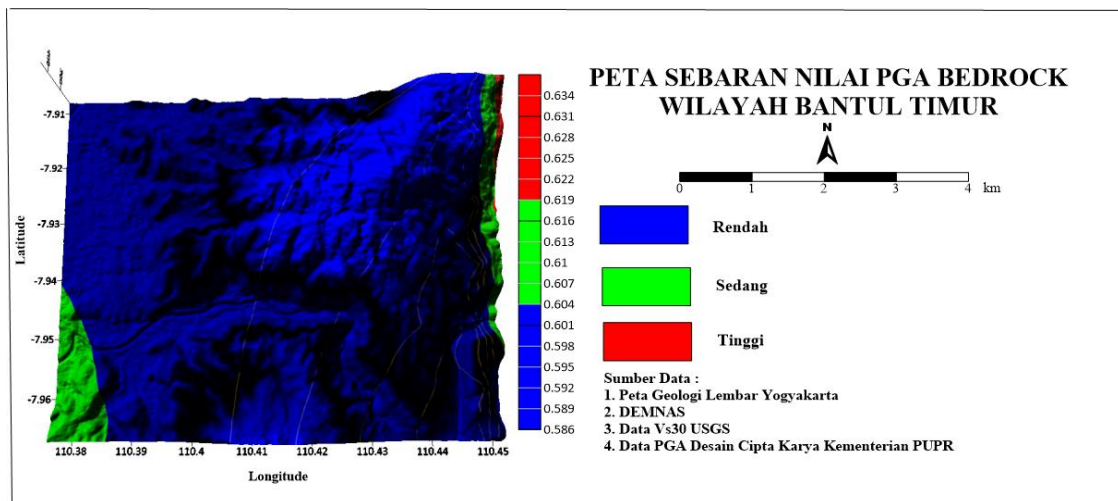 PETA SEBARAN NILAI PGA BEDROCK
WILAYAH BANTUL TIMUR
N
0 1 2 3 4 km
Rendah
Sedang
Tinggi
Sumber Data :
1. Peta Geologi Lembar Yogyakarta
2. DEMNAS
3. Data Vs30 USGS
4. Data PGA Desain Cipta Karya Kementerian PUPR
0.634
0.631
0.628
0.625
0.622
0.619
0.616
0.613
0.61
0.607
0.604
0.601
0.598
0.595
0.592
0.589
0.586
Latitude
-7.91
-7.92
-7.93
-7.94
-7.95
-7.96
110.38 110.39 110.4 110.41 110.42 110.43 110.44 110.45
Longitude